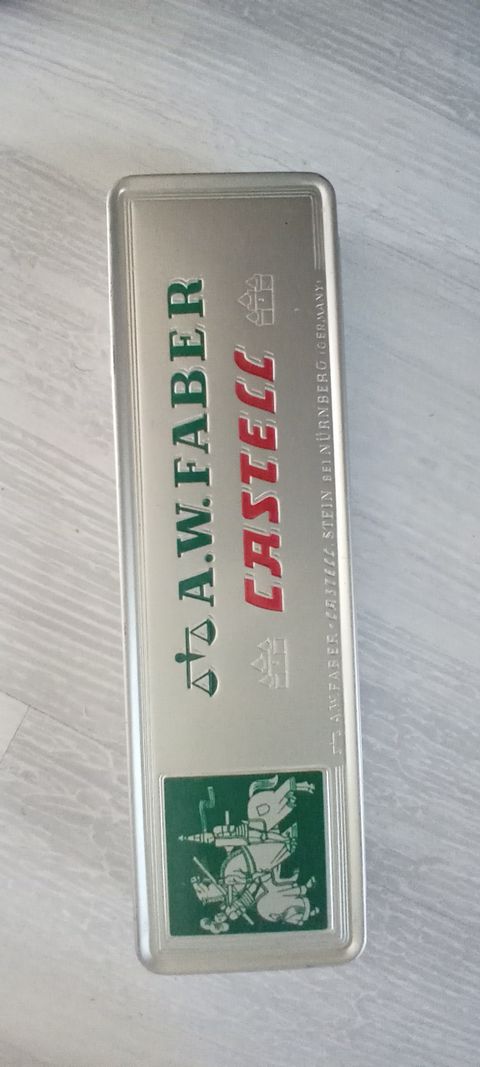 A.W.FABER
CASTELL
A.W.FABER-CASTELL, STEIN BEI NÜRNBERG (GERMANY)